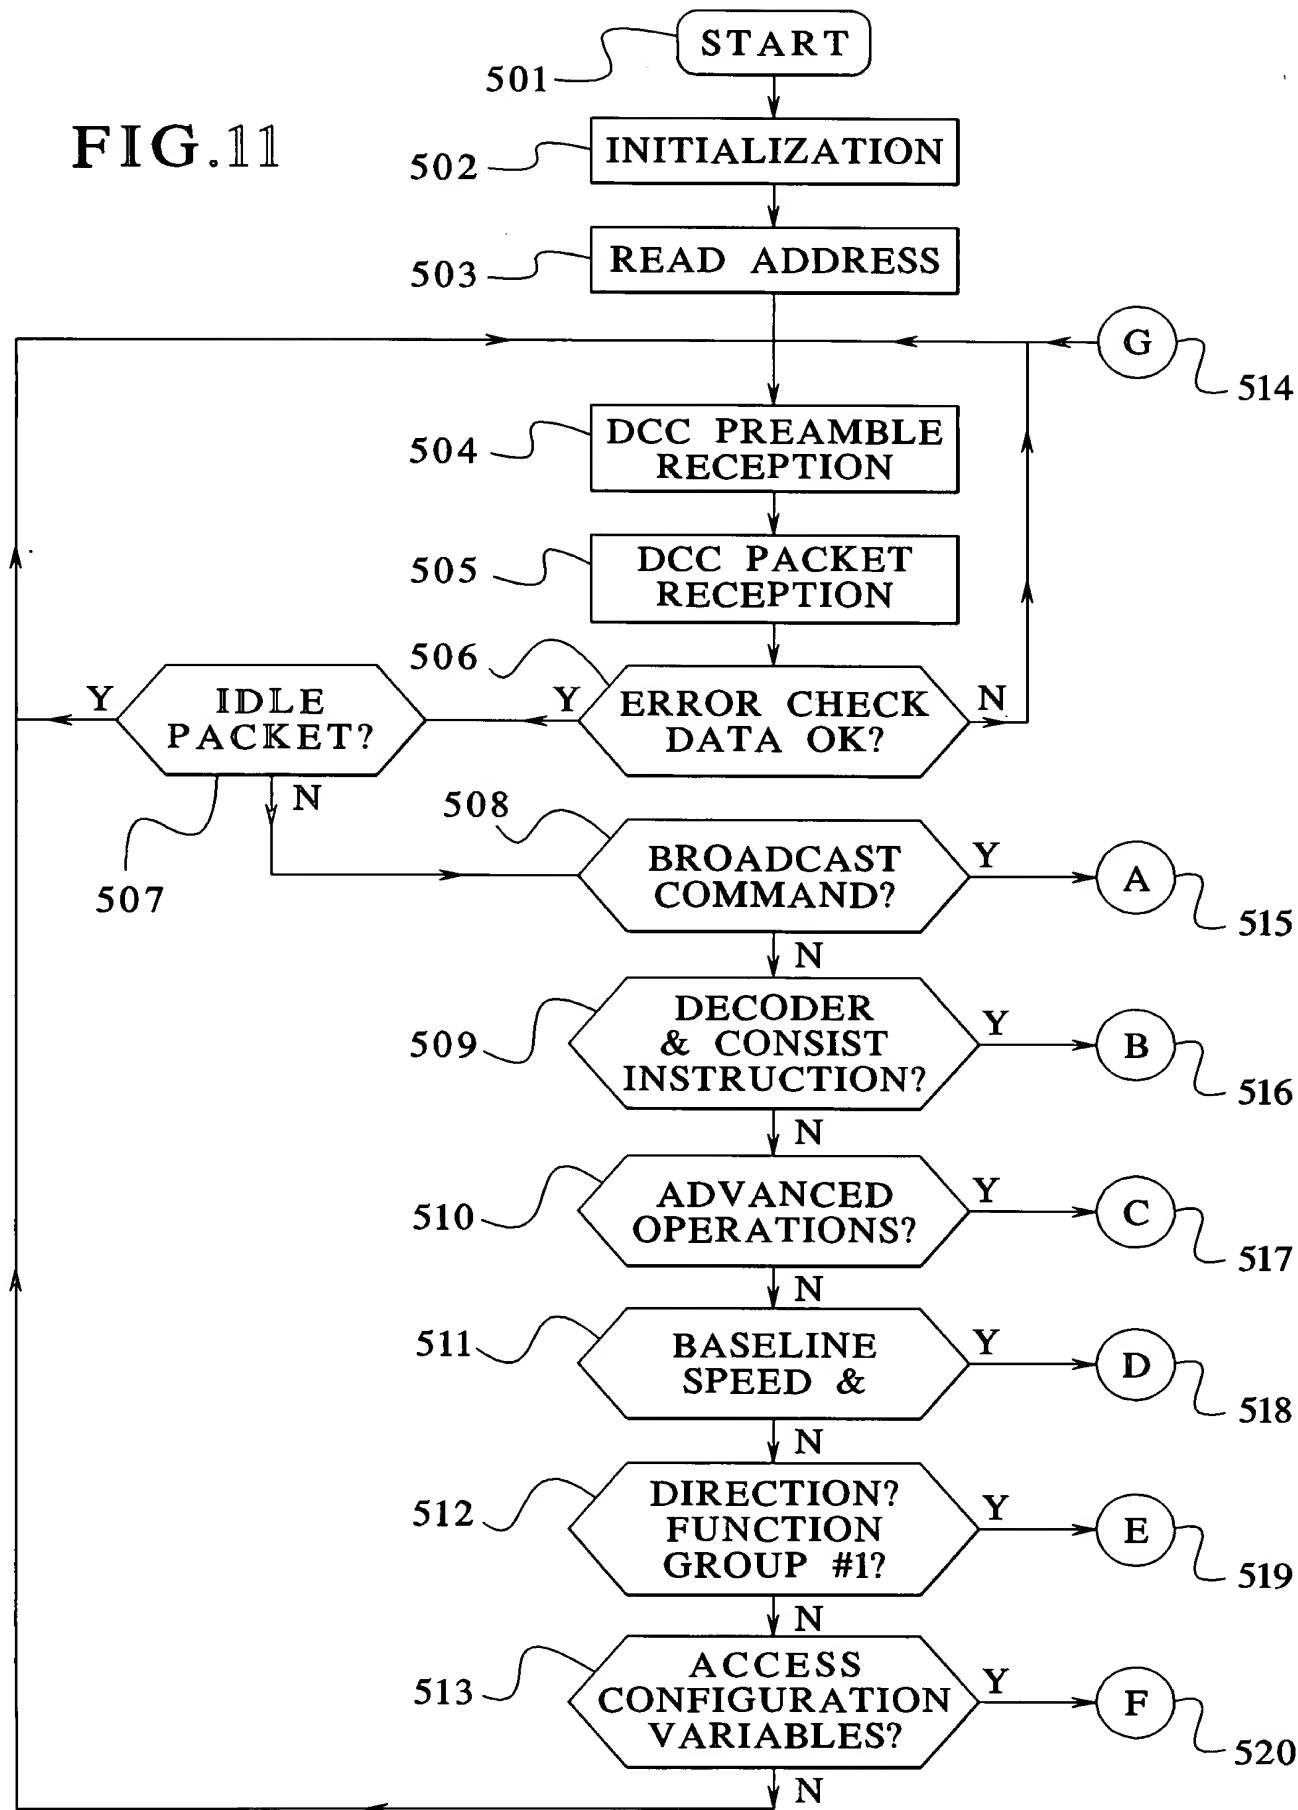 START
501
FIG.11
INITIALIZATION
502
READ ADDRESS
503
G
514
DCC PREAMBLE
RECEPTION
504
DCC PACKET
RECEPTION
505
506
ERROR CHECK
DATA OK?
Y
N
IDLE
PACKET?
Y
N
507
508
BROADCAST
COMMAND?
Y
A
515
N
DECODER
& CONSIST
INSTRUCTION?
509
Y
B
516
N
ADVANCED
OPERATIONS?
510
Y
C
517
N
BASELINE
SPEED &
511
Y
D
518
N
DIRECTION?
FUNCTION
GROUP #1?
512
Y
E
519
N
ACCESS
CONFIGURATION
VARIABLES?
513
Y
F
520
N